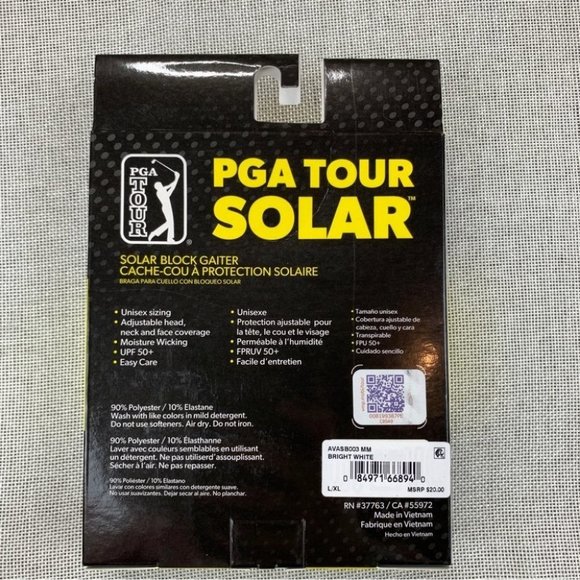 PGA
TOUR
PGA TOUR
SOLAR™
SOLAR BLOCK GAITER
CACHE-COU À PROTECTION SOLAIRE
BRAGA PARA CUELLO CON BLOQUEO SOLAR
• Unisex sizing
• Adjustable head,
neck and face coverage
• Moisture Wicking
• UPF 50+
• Easy Care
• Unisexe
• Protection ajustable pour
la tête, le cou et le visage
• Perméable à l'humidité
• FPRUV 50+
• Facile d'entretien
• Tamaño unisex
• Cobertura ajustable de
cabeza, cuello y cara
• Transpirable
• FPU 50+
• Cuidado sencillo
90% Polyester / 10% Elastane
Wash with like colors in mild detergent.
Do not use softeners. Air dry. Do not iron.
90% Polyester / 10% Élasthanne
Laver avec couleurs semblables en utilisant
un détergent. Ne pas utiliserd'assouplissant.
Sécher à l'air. Ne pas repasser.
90% Poliéster / 10% Elastano
Lavar con colores similares con detergente suave.
No usar suavizantes. Dejar secar al aire. No planchar.
AVASB003 MM
BRIGHT WHITE
0 84971 66894 0
L/XL
MSRP $20.00
RN #37763 / CA #55972
Made in Vietnam
Fabriqué en Vietnam
Hecho en Vietnam